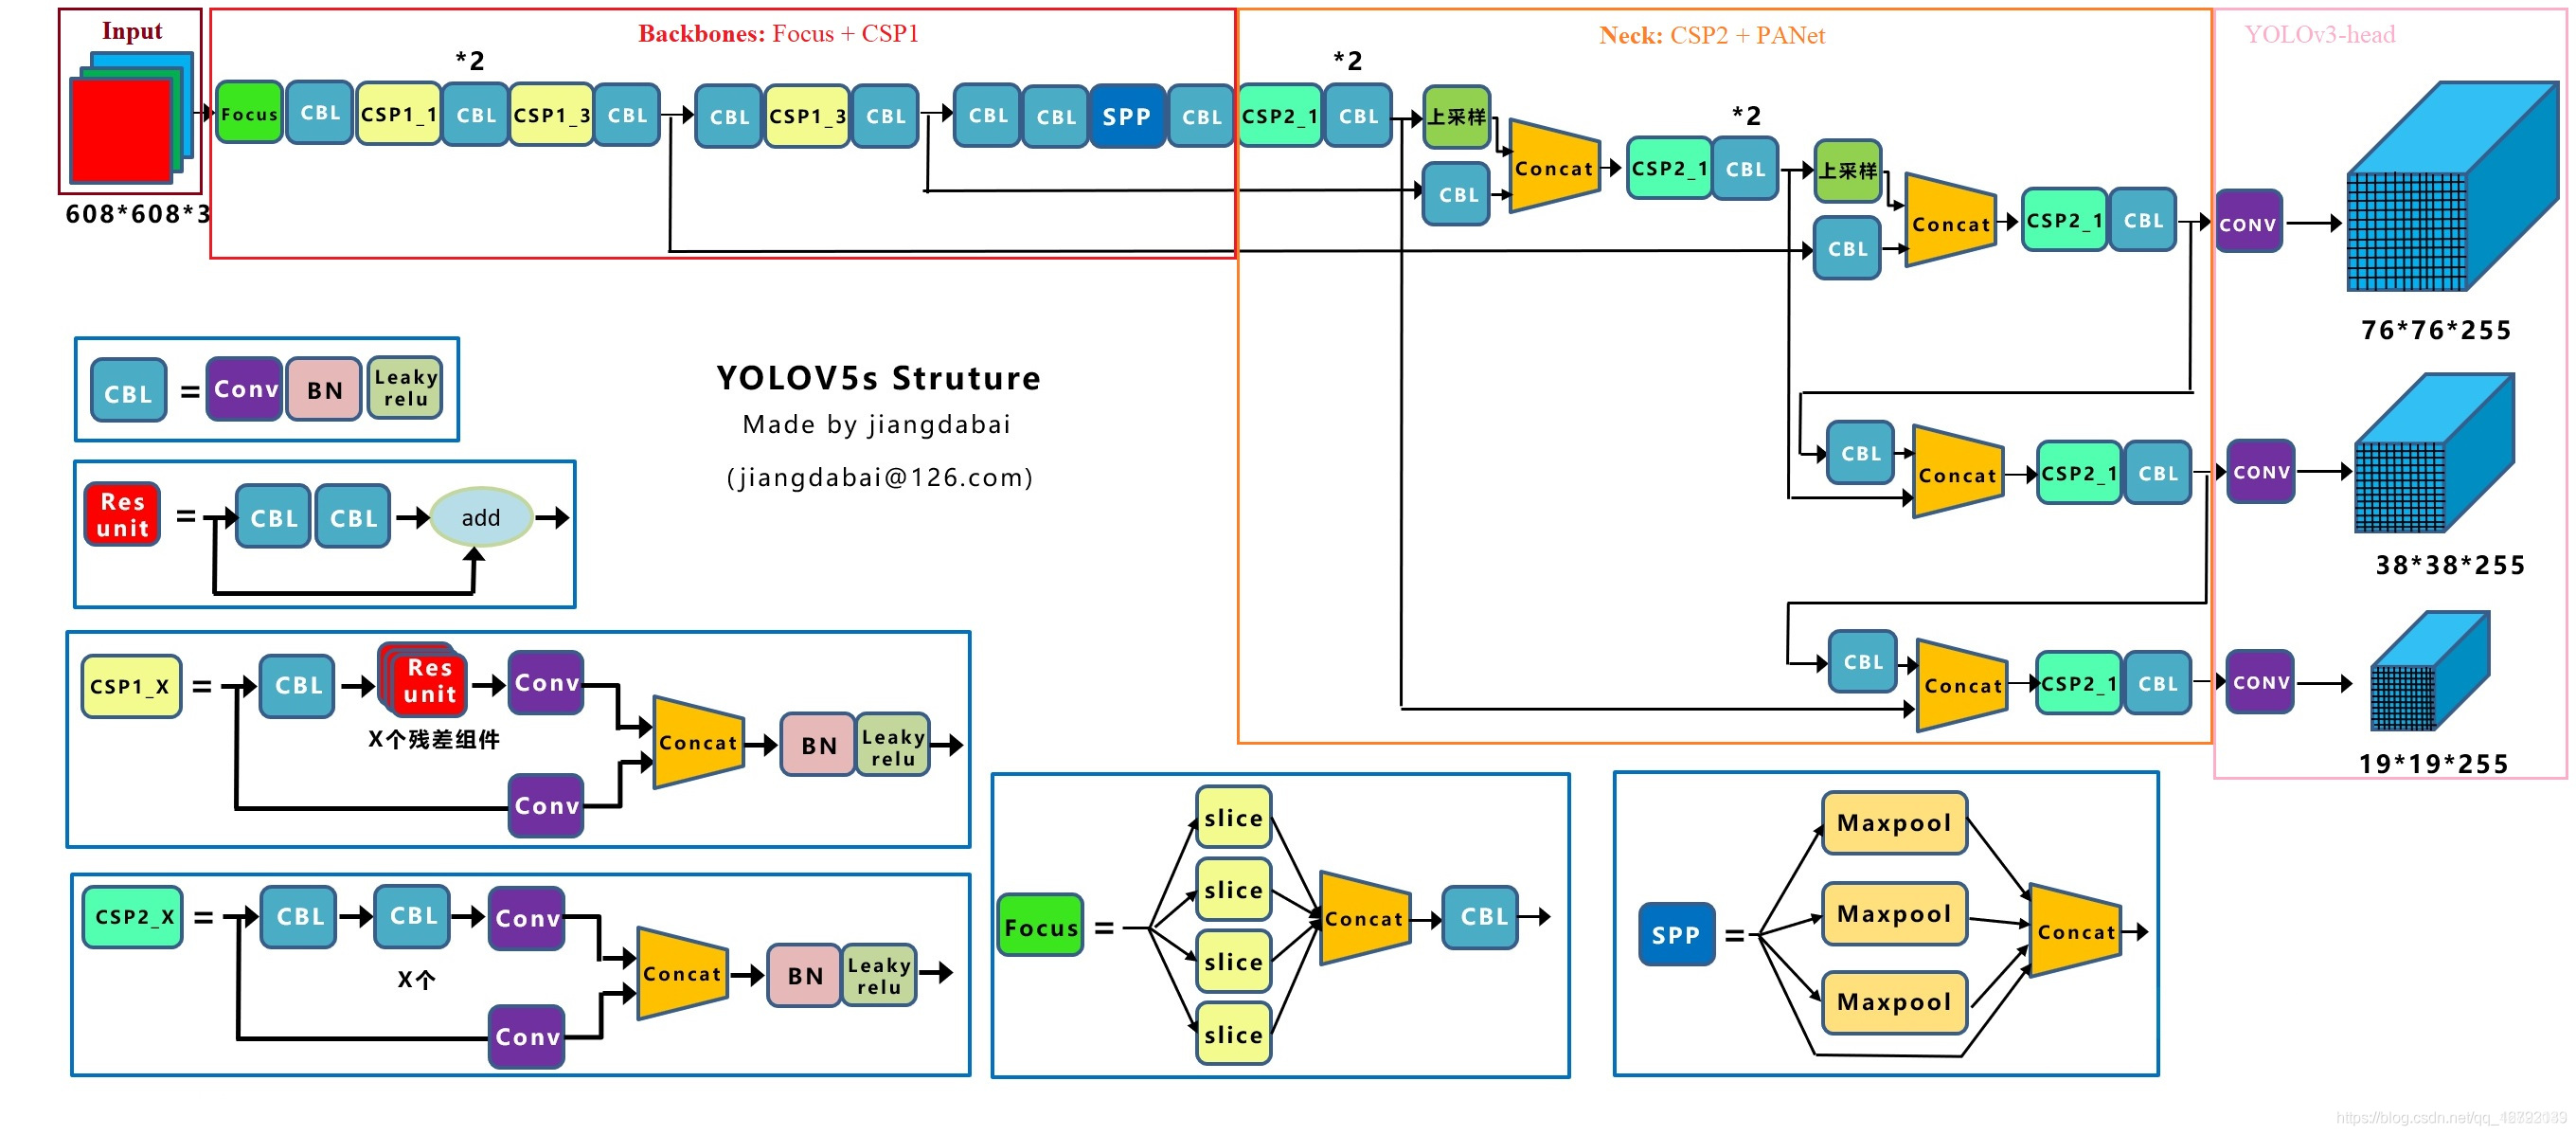 Input
Backbones: Focus + CSP1
Neck: CSP2 + PANet
YOLOv3-head
*2
*2
*2
Focus
CBL
CSP1_1
CBL
CSP1_3
CBL
CBL
CSP1_3
CBL
CBL
CBL
SPP
CBL
CSP2_1
CBL
上采样
CBL
Concat
CSP2_1
CBL
上采样
CBL
Concat
CSP2_1
CBL
CONV
608*608*3
76*76*255
CBL
=
Conv
BN
Leaky
relu
YOLOV5s Struture
Made by jiangdabai
(jiangdabai@126.com)
CBL
Concat
CSP2_1
CBL
CONV
38*38*255
Res
unit
=
CBL
CBL
add
CBL
Concat
CSP2_1
CBL
CONV
19*19*255
CSP1_X
=
CBL
Res
unit
Conv
X个残差组件
Conv
Concat
BN
Leaky
relu
CSP2_X
=
CBL
CBL
Conv
X个
Conv
Concat
BN
Leaky
relu
Focus
=
slice
slice
slice
slice
Concat
CBL
SPP
=
Maxpool
Maxpool
Maxpool
Concat